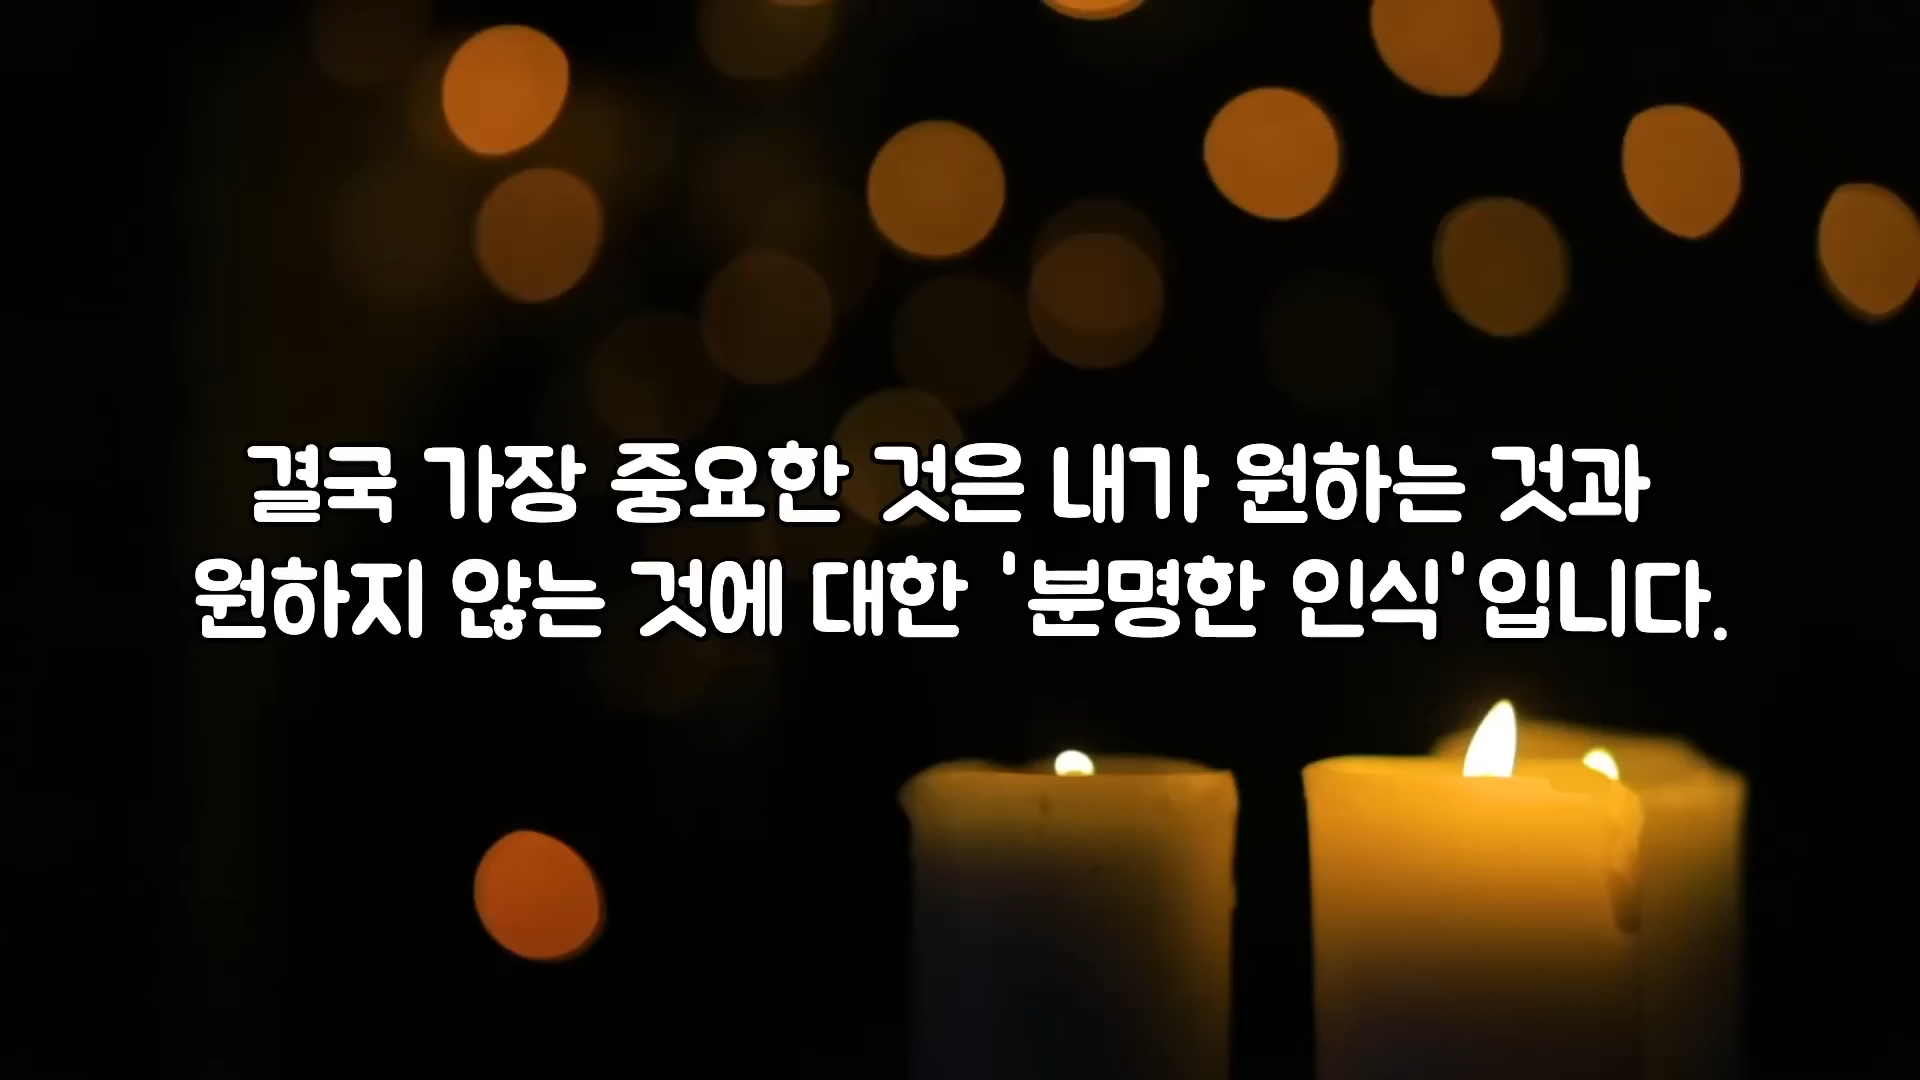 결국 가장 중요한 것은 내가 원하는 것과
원하지 않는 것에 대한 '분명한 인식'입니다.